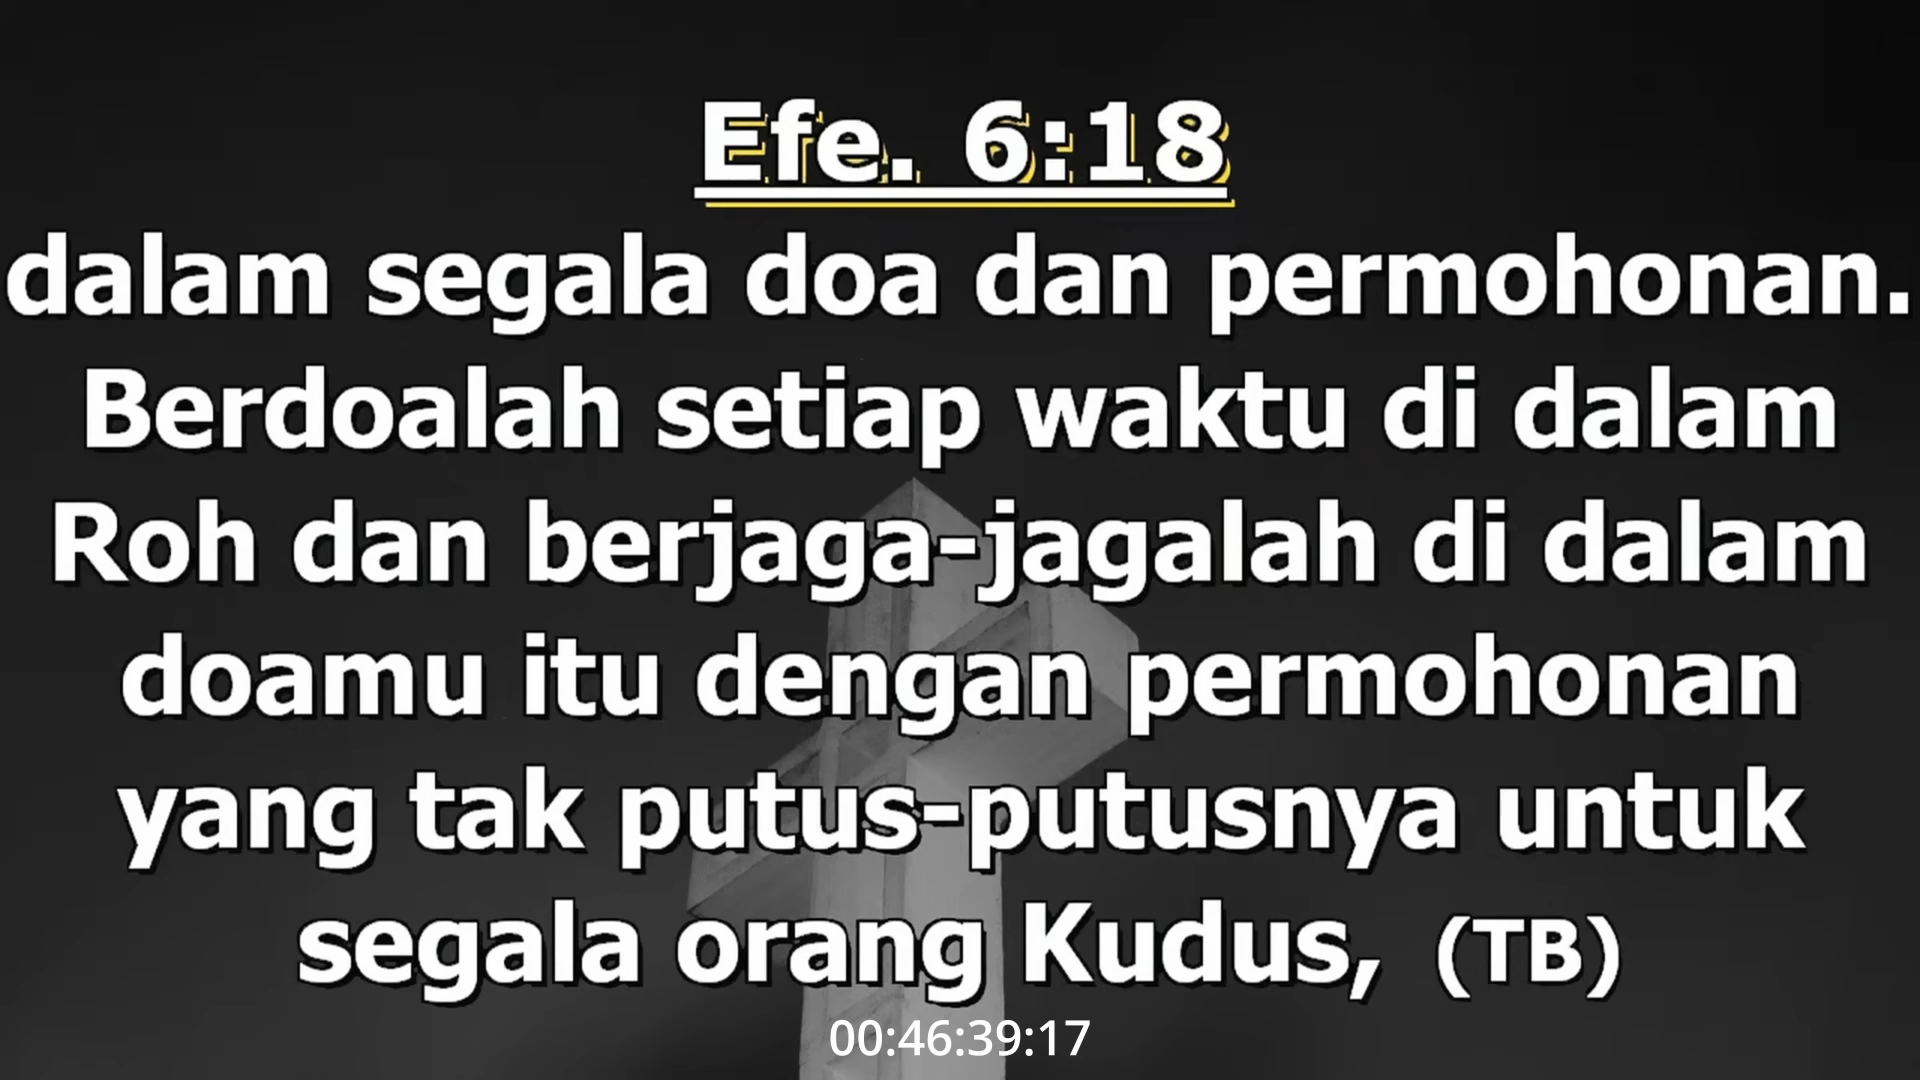 Efe. 6:18
dalam segala doa dan permohonan.
Berdoalah setiap waktu di dalam
Roh dan berjaga-jagalah di dalam
doamu itu dengan permohonan
yang tak putus-putusnya untuk
segala orang Kudus, (TB)
00:46:39:17